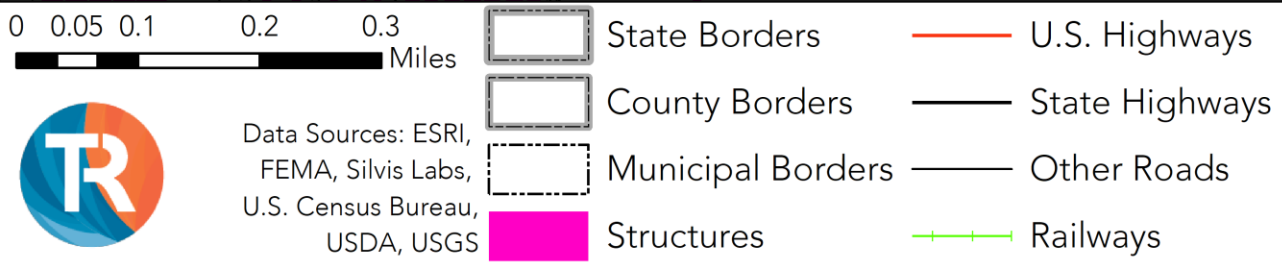 0 0.05 0.1 0.2 0.3
Miles
TR
Data Sources: ESRI,
FEMA, Silvis Labs,
U.S. Census Bureau,
USDA, USGS
State Borders
County Borders
Municipal Borders
Structures
U.S. Highways
State Highways
Other Roads
Railways